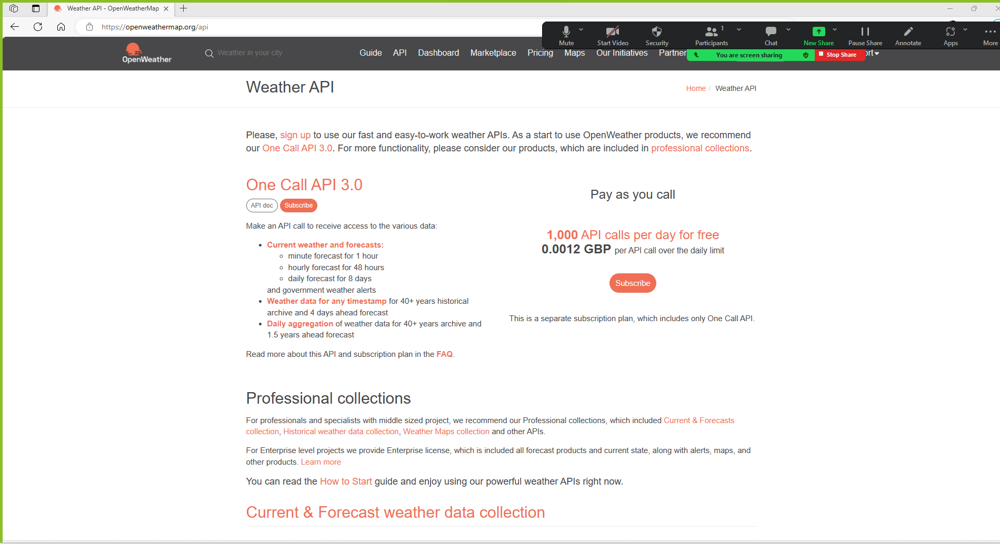 Weather API - OpenWeatherMap
https://openweathermap.org/api
Mute
Start Video
Security
Participants
1
Chat
New Share
Pause Share
Annotate
Apps
More
You are screen sharing
Stop Share
OpenWeather
Weather in your city
Guide
API
Dashboard
Marketplace
Pricing
Maps
Our Initiatives
Partner
Weather API
Home / Weather API
Please, sign up to use our fast and easy-to-work weather APIs. As a start to use OpenWeather products, we recommend
our One Call API 3.0. For more functionality, please consider our products, which are included in professional collections.
One Call API 3.0
API doc
Subscribe
Make an API call to receive access to the various data:
Current weather and forecasts:
minute forecast for 1 hour
hourly forecast for 48 hours
daily forecast for 8 days
and government weather alerts
Weather data for any timestamp for 40+ years historical
archive and 4 days ahead forecast
Daily aggregation of weather data for 40+ years archive and
1.5 years ahead forecast
Read more about this API and subscription plan in the FAQ.
Pay as you call
1,000 API calls per day for free
0.0012 GBP per API call over the daily limit
Subscribe
This is a separate subscription plan, which includes only One Call API.
Professional collections
For professionals and specialists with middle sized project, we recommend our Professional collections, which included Current & Forecasts
collection, Historical weather data collection, Weather Maps collection and other APIs.
For Enterprise level projects we provide Enterprise license, which is included all forecast products and current state, along with alerts, maps, and
other products. Learn more
You can read the How to Start guide and enjoy using our powerful weather APIs right now.
Current & Forecast weather data collection